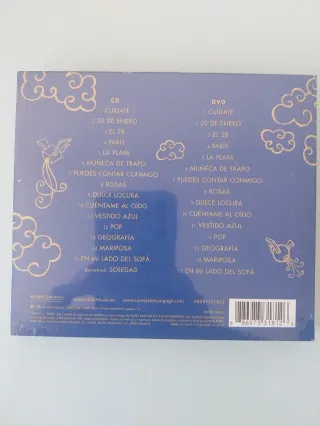 CD
CUÍDATE
2 20 DE ENERO
3 EL 28
4 PARÍS
5 LA PLAYA
6 MUÑECA DE TRAPO
7 PUEDES CONTAR CONMIGO
8 ROSAS
9 DULCE LOCURA
10 CUÉNTAME AL OÍDO
11 VESTIDO AZUL
12 POP
13 GEOGRAFÍA
14 MARIPOSA
15 EN MI LADO DEL SOFÁ
SOLEDAD
DVD
CUÍDATE
2 20 DE ENERO
3 EL 28
4 PARÍS
5 LA PLAYA
6 MUÑECA DE TRAPO
7 PUEDES CONTAR CONMIGO
8 ROSAS
9 DULCE LOCURA
10 CUÉNTAME AL OÍDO
11 VESTIDO AZUL
12 POP
13 GEOGRAFÍA
14 MARIPOSA
15 EN MI LADO DEL SOFÁ
www.laorejadevangogh.com
88697331812